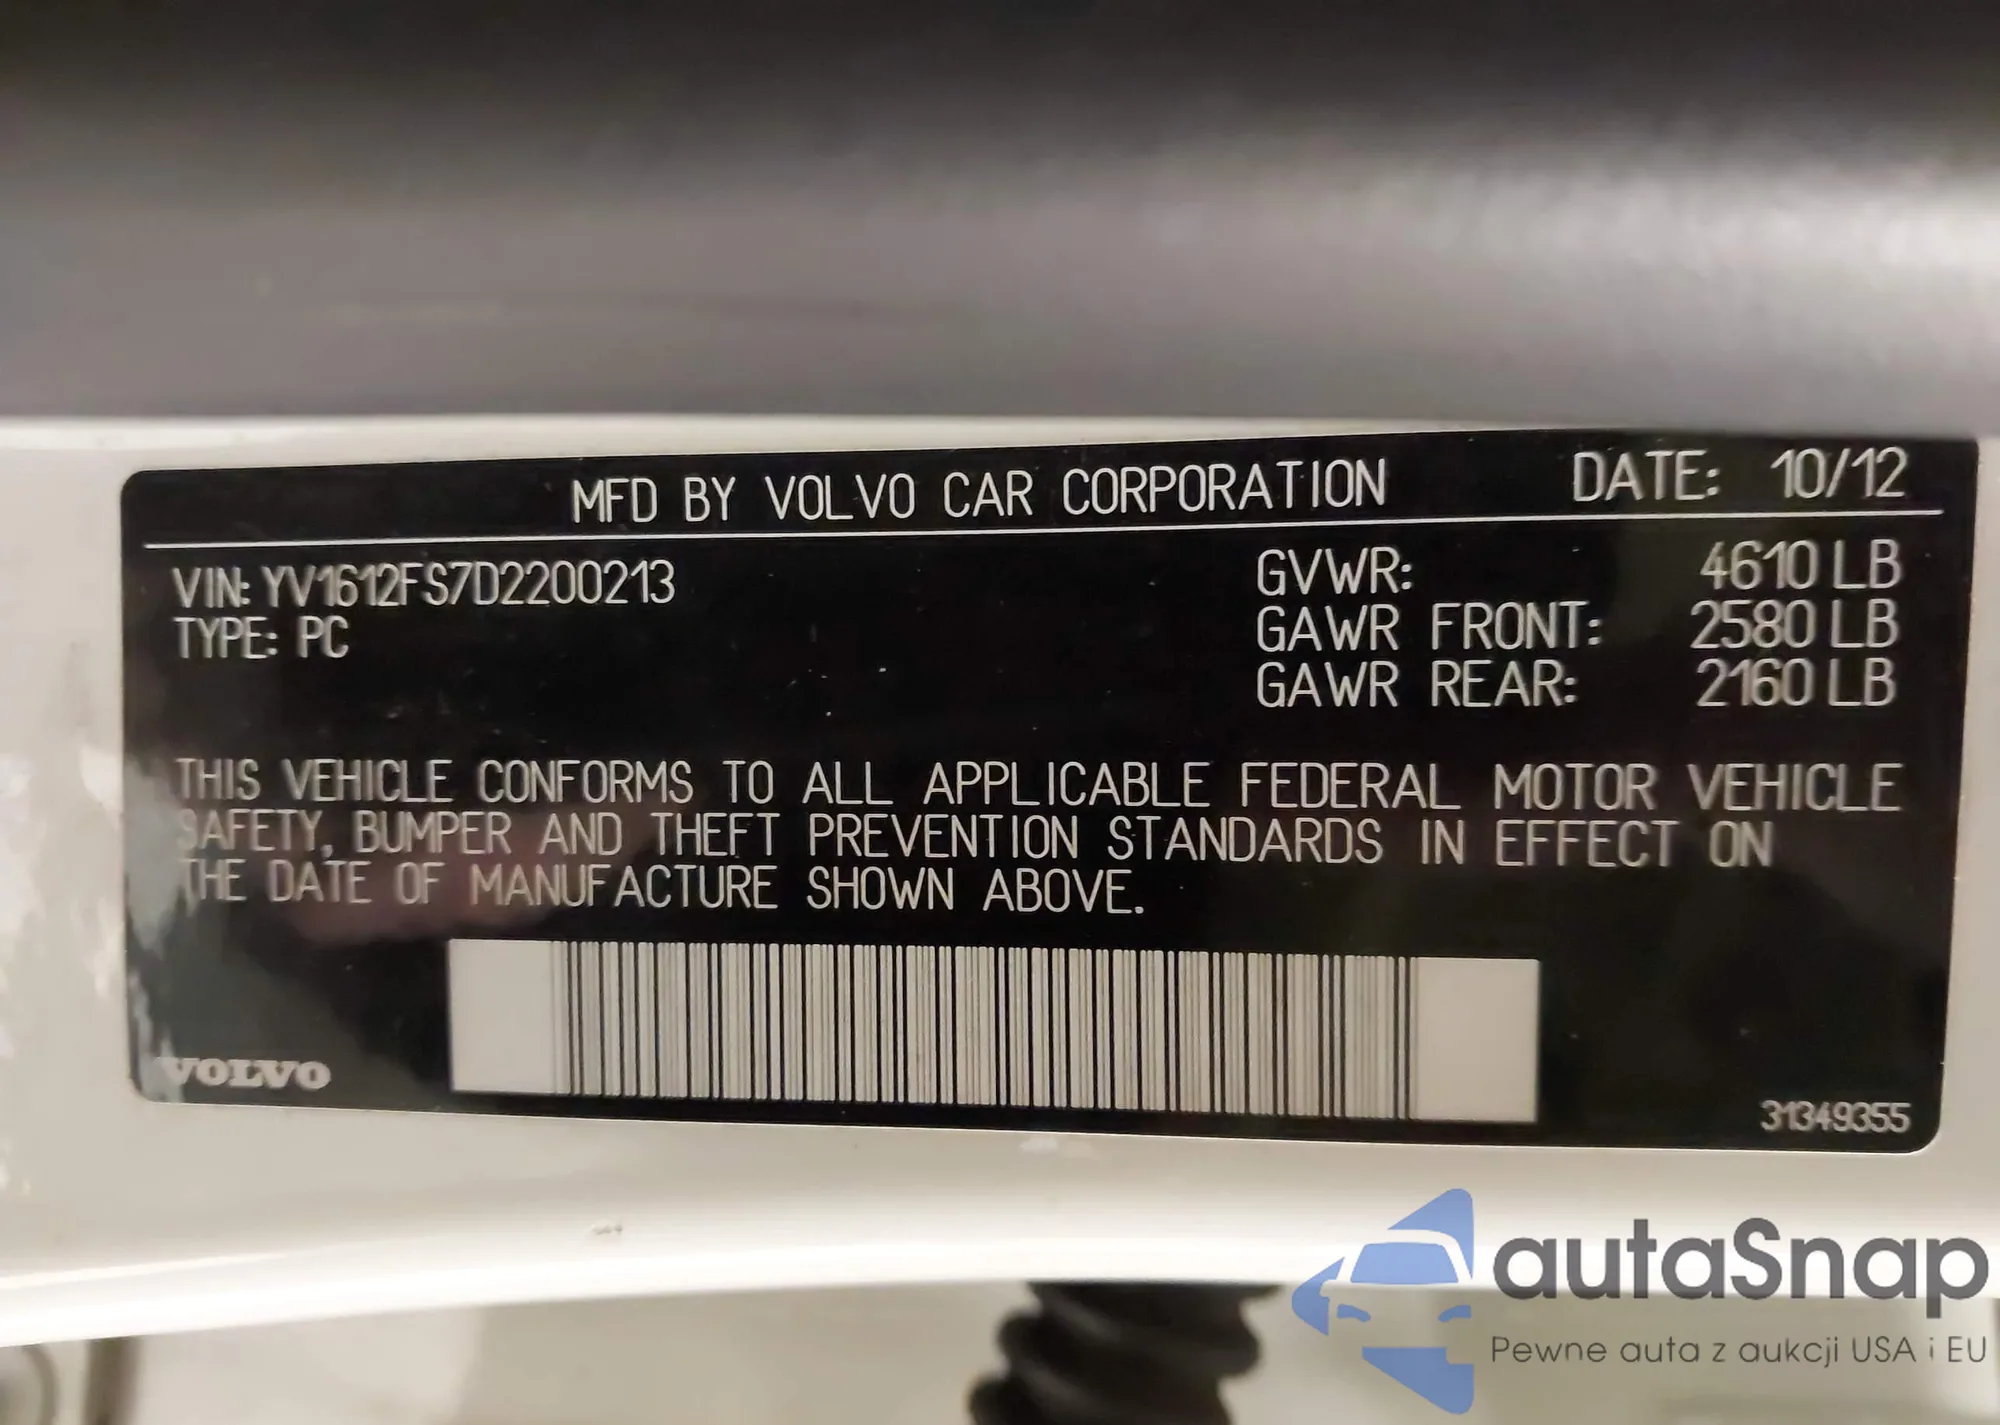 MFD BY VOLVO CAR CORPORATION DATE: 10/12
VIN: YV1612FS7D2200213 GVWR: 4610 LB
TYPE: PC GAWR FRONT: 2580 LB
GAWR REAR: 2160 LB
THIS VEHICLE CONFORMS TO ALL APPLICABLE FEDERAL MOTOR VEHICLE
SAFETY, BUMPER AND THEFT PREVENTION STANDARDS IN EFFECT ON
THE DATE OF MANUFACTURE SHOWN ABOVE.
VOLVO
31349355
autaSnap
Pewne auta z aukcji USA i EU